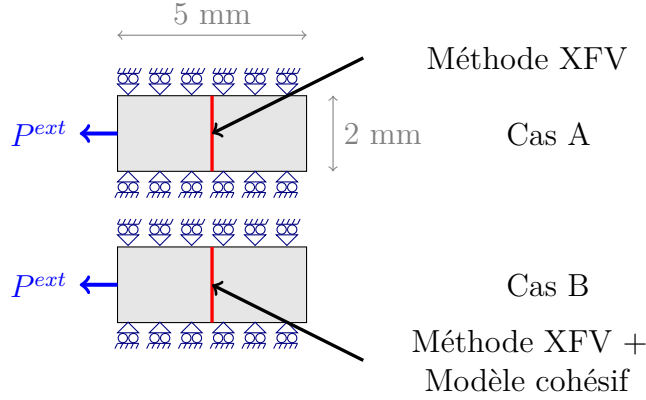 5 mm
Méthode XFV
P^{ext}
2 mm
Cas A
P^{ext}
Cas B
Méthode XFV +
Modèle cohésif